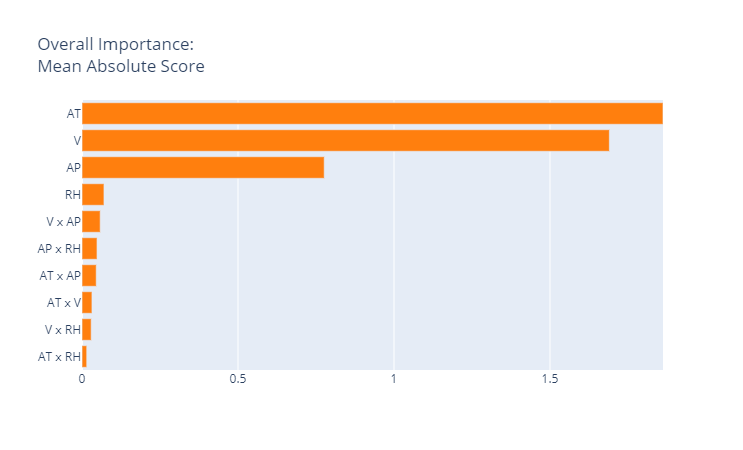 Overall Importance:
Mean Absolute Score
AT
V
AP
RH
V x AP
AP x RH
AT x AP
AT x V
V x RH
AT x RH
0 0.5 1 1.5